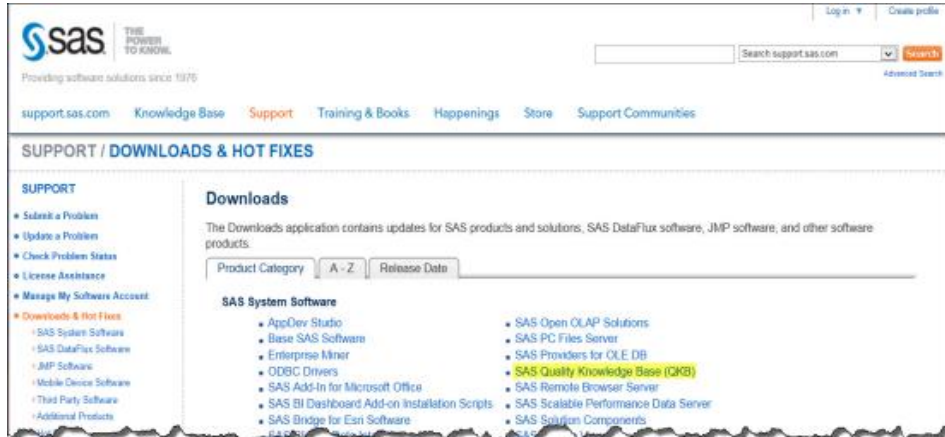 Log in ▼ Create profile
sas THE POWER TO KNOW.
Search support.sas.com Search
Providing software solutions since 1976
Advanced Search
support.sas.com Knowledge Base Support Training & Books Happenings Store Support Communities
SUPPORT / DOWNLOADS & HOT FIXES
SUPPORT
• Submit a Problem
• Update a Problem
• Check Problem Status
• License Assistance
• Manage My Software Account
• Downloads & Hot Fixes
SAS System Software
SAS DataFlux Software
JMP Software
Mobile Device Software
Third Party Software
Additional Products
Downloads
The Downloads application contains updates for SAS products and solutions, SAS DataFlux software, JMP software, and other software
products.
Product Category A - Z Release Date
SAS System Software
• AppDev Studio
• Base SAS Software
• Enterprise Miner
• ODBC Drivers
• SAS Add-In for Microsoft Office
• SAS BI Dashboard Add-on Installation Scripts
• SAS Bridge for Esri Software
• SAS Open OLAP Solutions
• SAS PC Files Server
• SAS Providers for OLE DB
• SAS Quality Knowledge Base (QKB)
• SAS Remote Browser Server
• SAS Scalable Performance Data Server
• SAS Solution Components